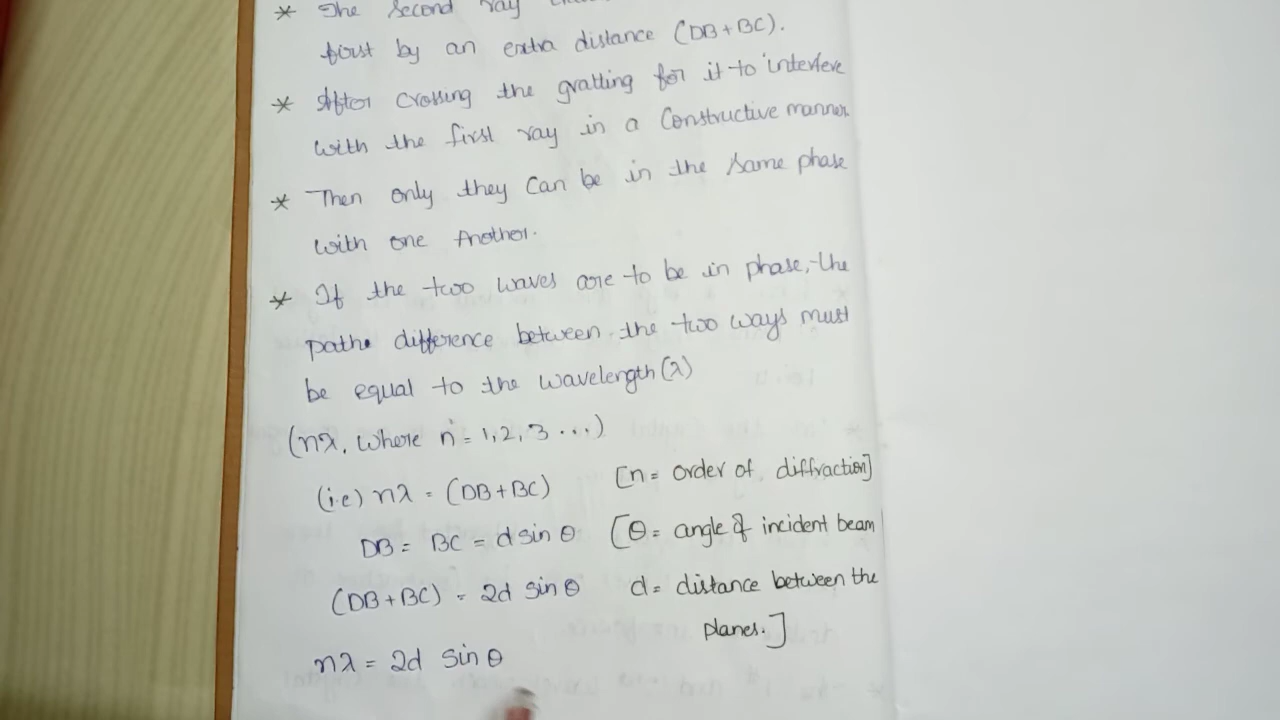 * The second ray
first by an extra distance (DB+BC).
* After crossing the gratting for it to interfere
with the first ray in a Constructive manner
* Then only they can be in the same phase
with one Another.
* If the two waves are to be in phase, the
path difference between the two ways must
be equal to the wavelength (λ)
(nλ, where n = 1, 2, 3 ...)
(i.e) nλ = (DB+BC) [n = order of diffraction]
DB = BC = d sin θ [θ = angle of incident beam
(DB+BC) = 2d sin θ d = distance between the
planes.]
nλ = 2d sin θ